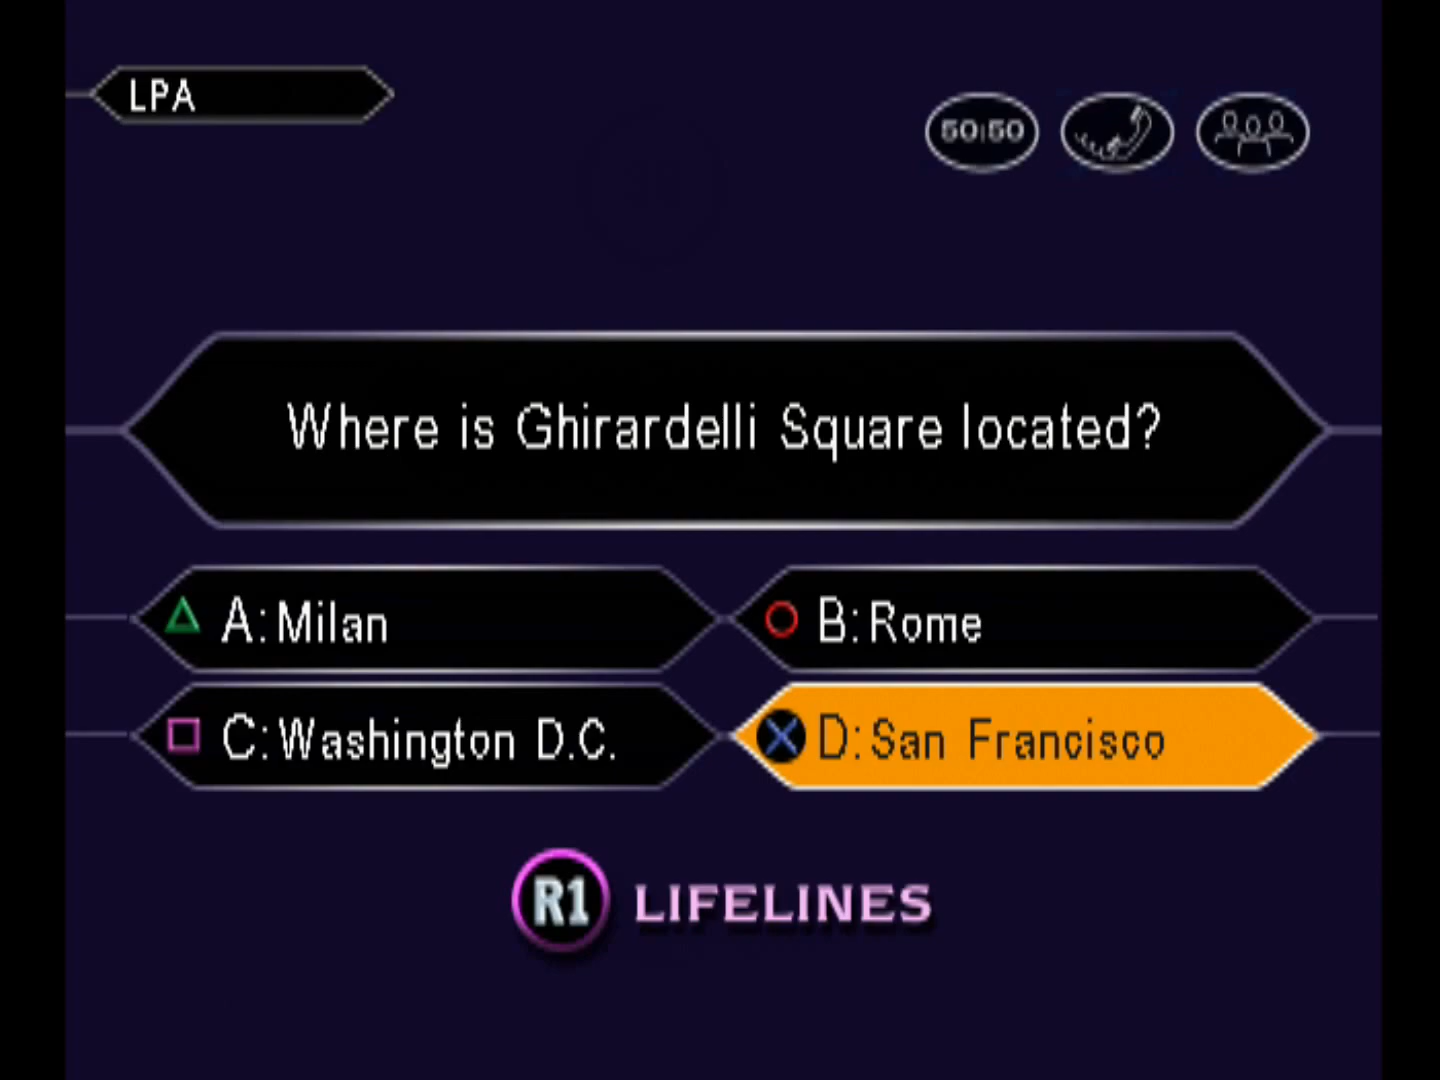 LPA
50:50
Where is Ghirardelli Square located?
A: Milan
B: Rome
C: Washington D.C.
D: San Francisco
R1 LIFELINES